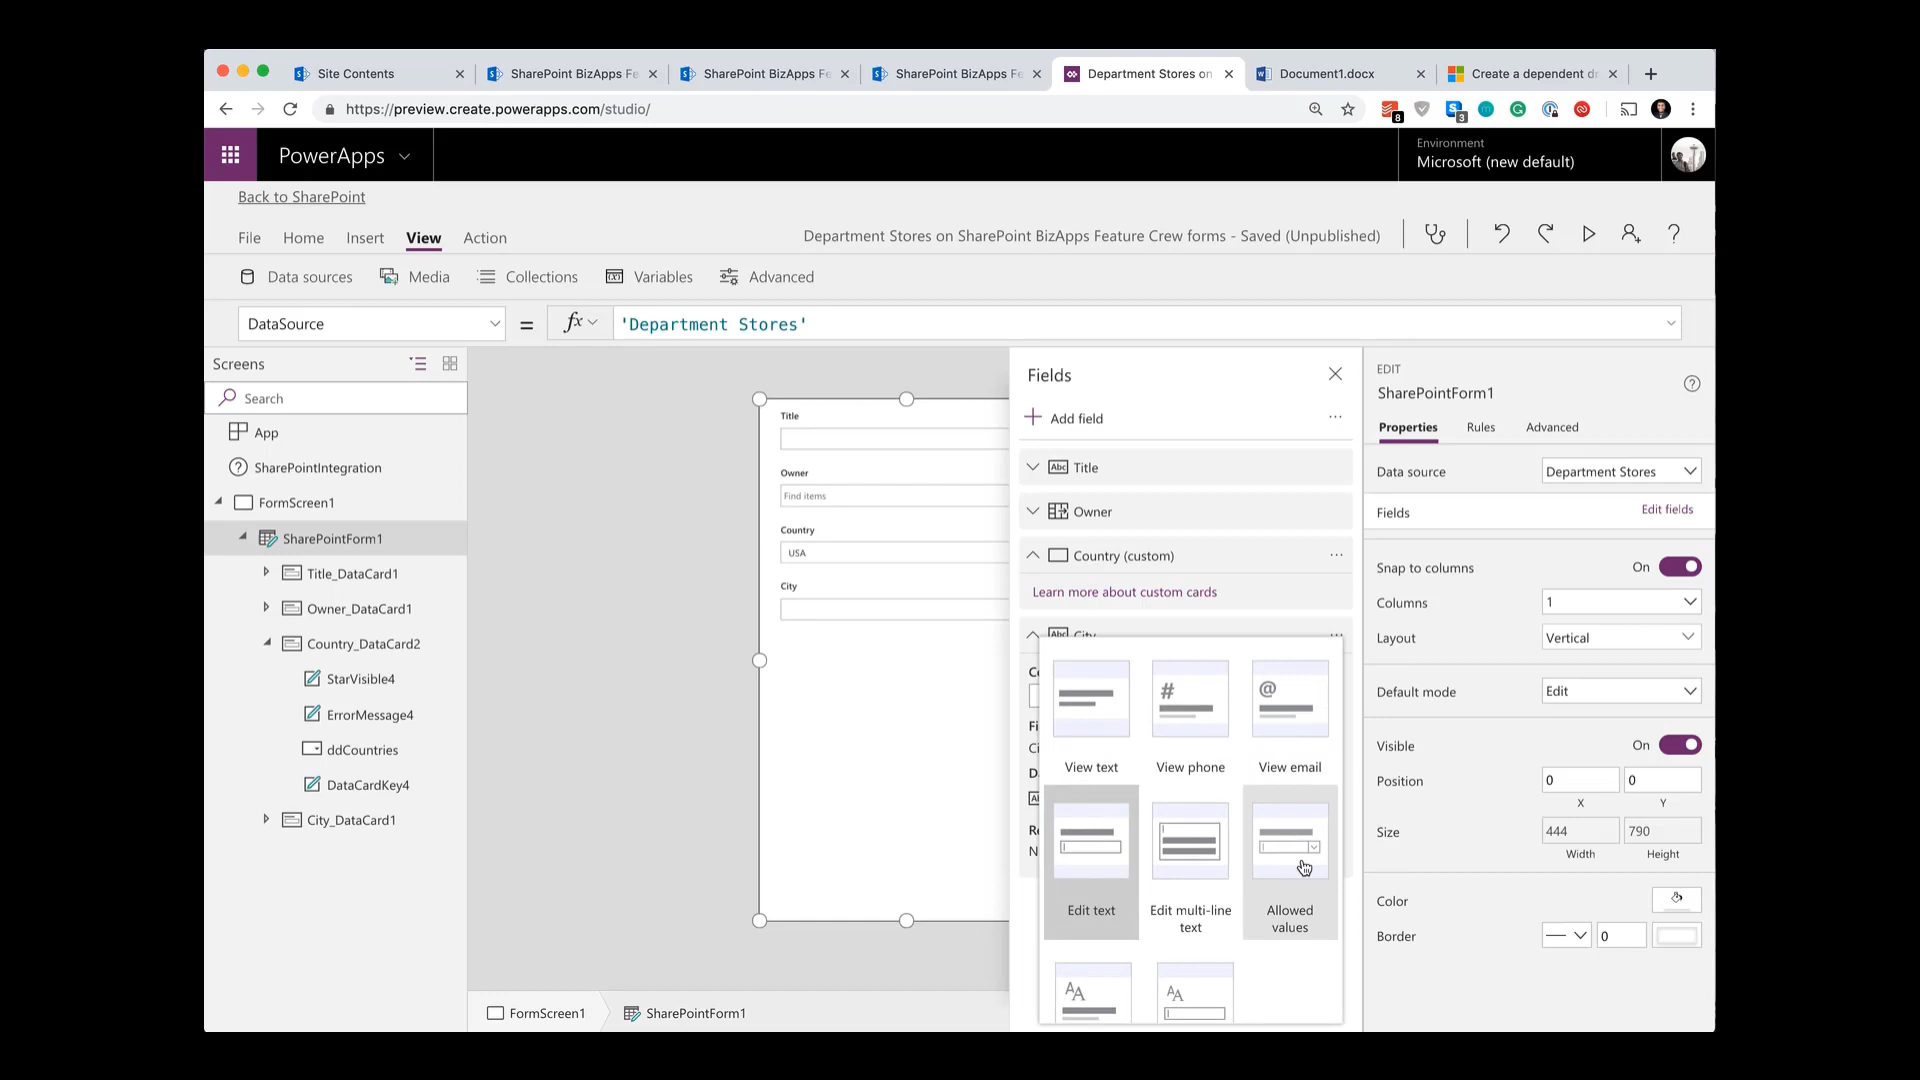 Site Contents
SharePoint BizApps Fe
SharePoint BizApps Fe
SharePoint BizApps Fe
Department Stores on
Document1.docx
Create a dependent d
https://preview.create.powerapps.com/studio/
8
3
PowerApps
Environment
Microsoft (new default)
Back to SharePoint
File
Home
Insert
View
Action
Department Stores on SharePoint BizApps Feature Crew forms - Saved (Unpublished)
Data sources
Media
Collections
Variables
Advanced
DataSource
=
fx
'Department Stores'
Screens
Search
App
SharePointIntegration
FormScreen1
SharePointForm1
Title_DataCard1
Owner_DataCard1
Country_DataCard2
StarVisible4
ErrorMessage4
ddCountries
DataCardKey4
City_DataCard1
Title
Owner
Find items
Country
USA
City
FormScreen1
SharePointForm1
Fields
Add field
Abc Title
Owner
Country (custom)
Learn more about custom cards
Abc City
View text
View phone
View email
Edit text
Edit multi-line text
Allowed values
EDIT
SharePointForm1
Properties
Rules
Advanced
Data source
Department Stores
Fields
Edit fields
Snap to columns
On
Columns
1
Layout
Vertical
Default mode
Edit
Visible
On
Position
0
0
X
Y
Size
444
790
Width
Height
Color
Border
0